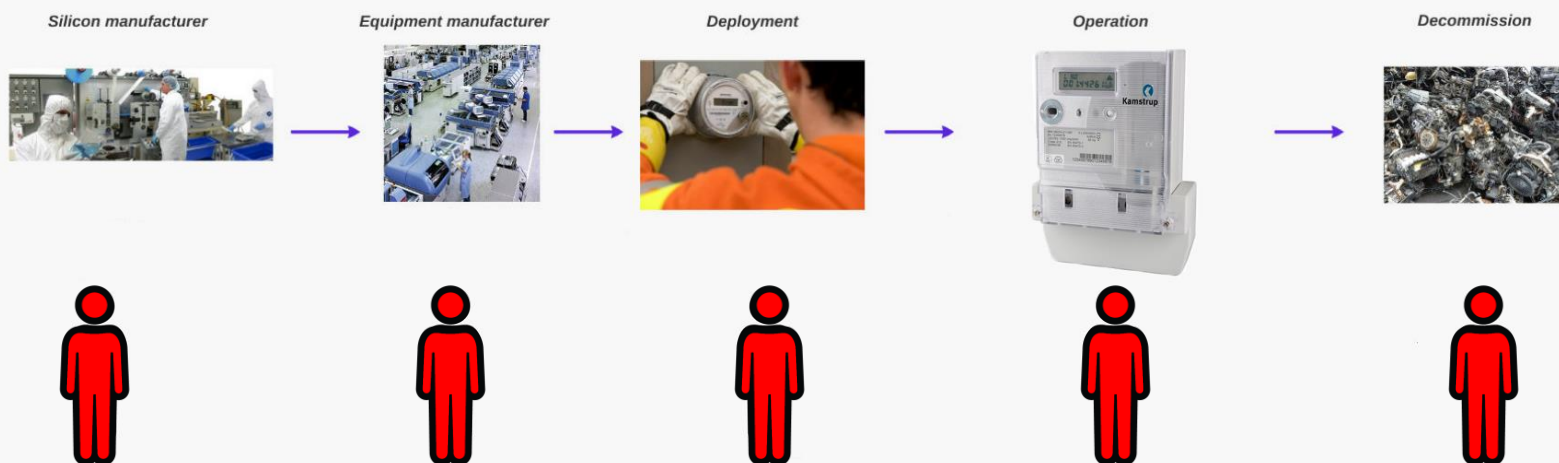 Silicon manufacturer
Equipment manufacturer
Deployment
Operation
Decommission
Kamstrup